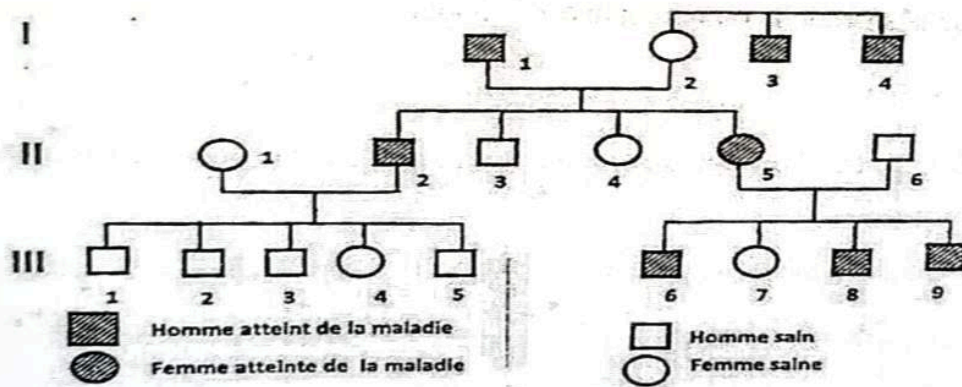 I
1
2
3
4
II
1
2
3
4
5
6
III
1
2
3
4
5
6
7
8
9
Homme atteint de la maladie
Homme sain
Femme atteinte de la maladie
Femme saine